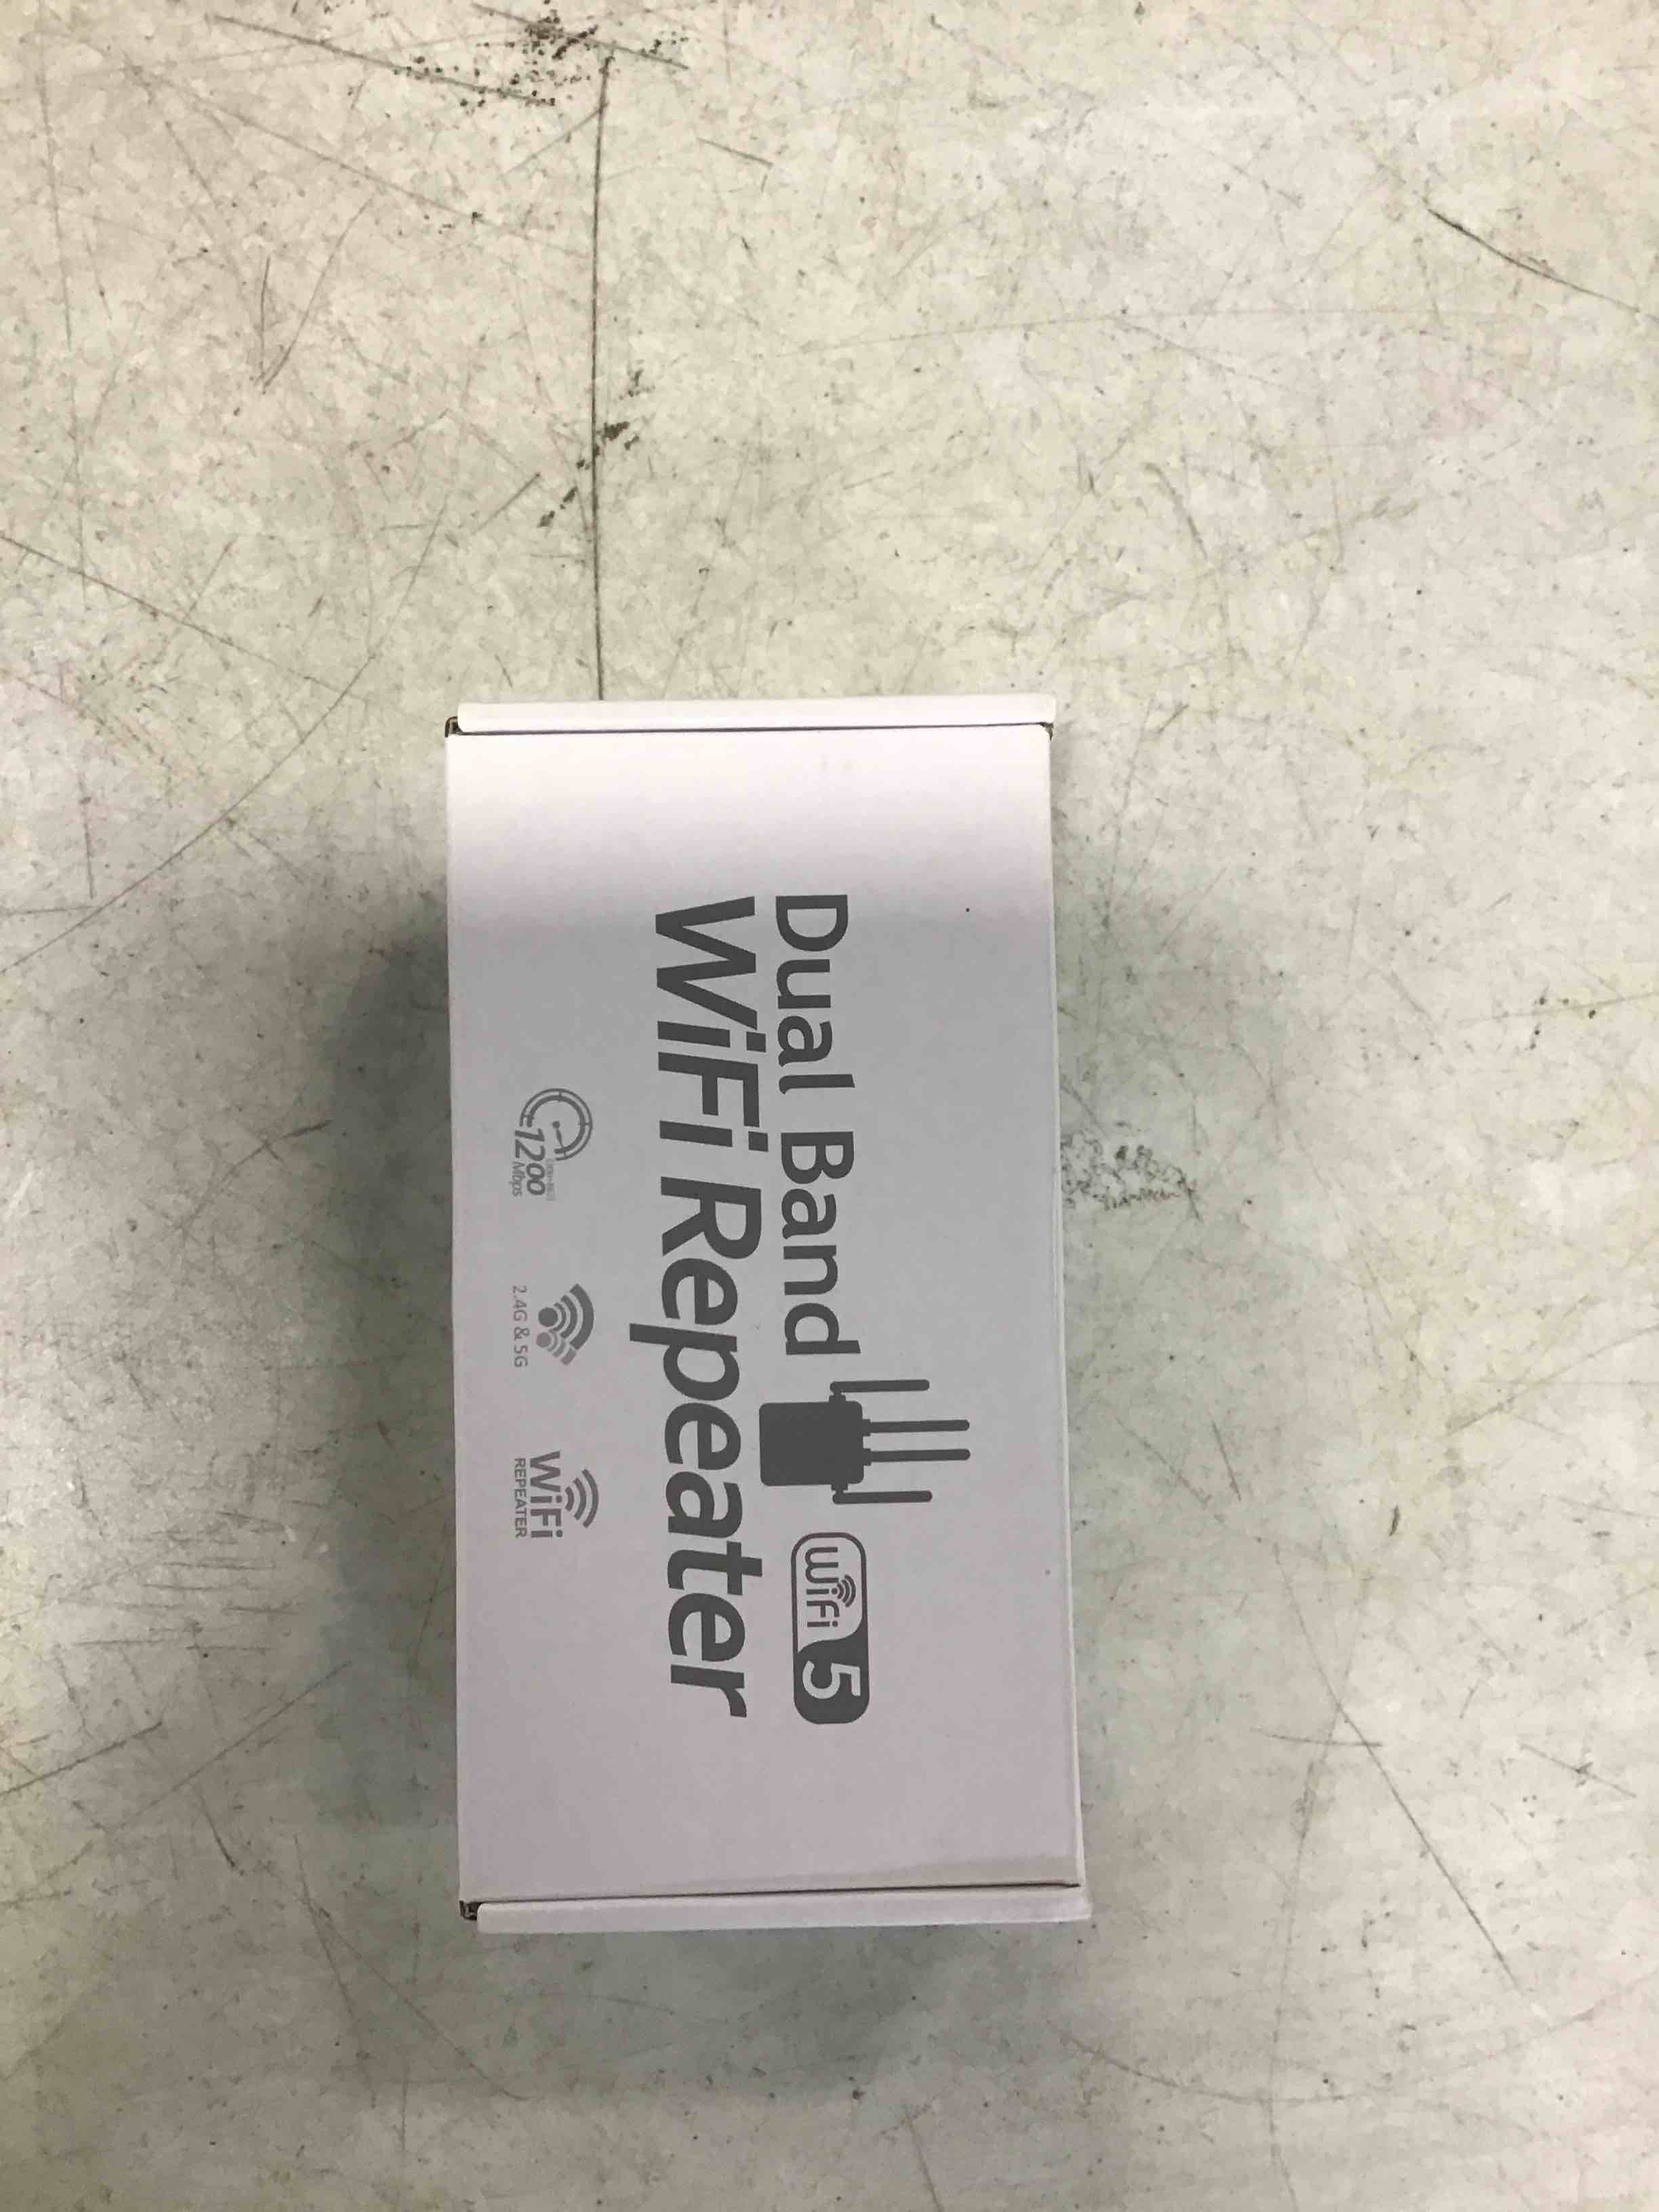 Dual Band
WiFi 5
WiFi Repeater
1200
Mbps
2.4G & 5G
WiFi
REPEATER